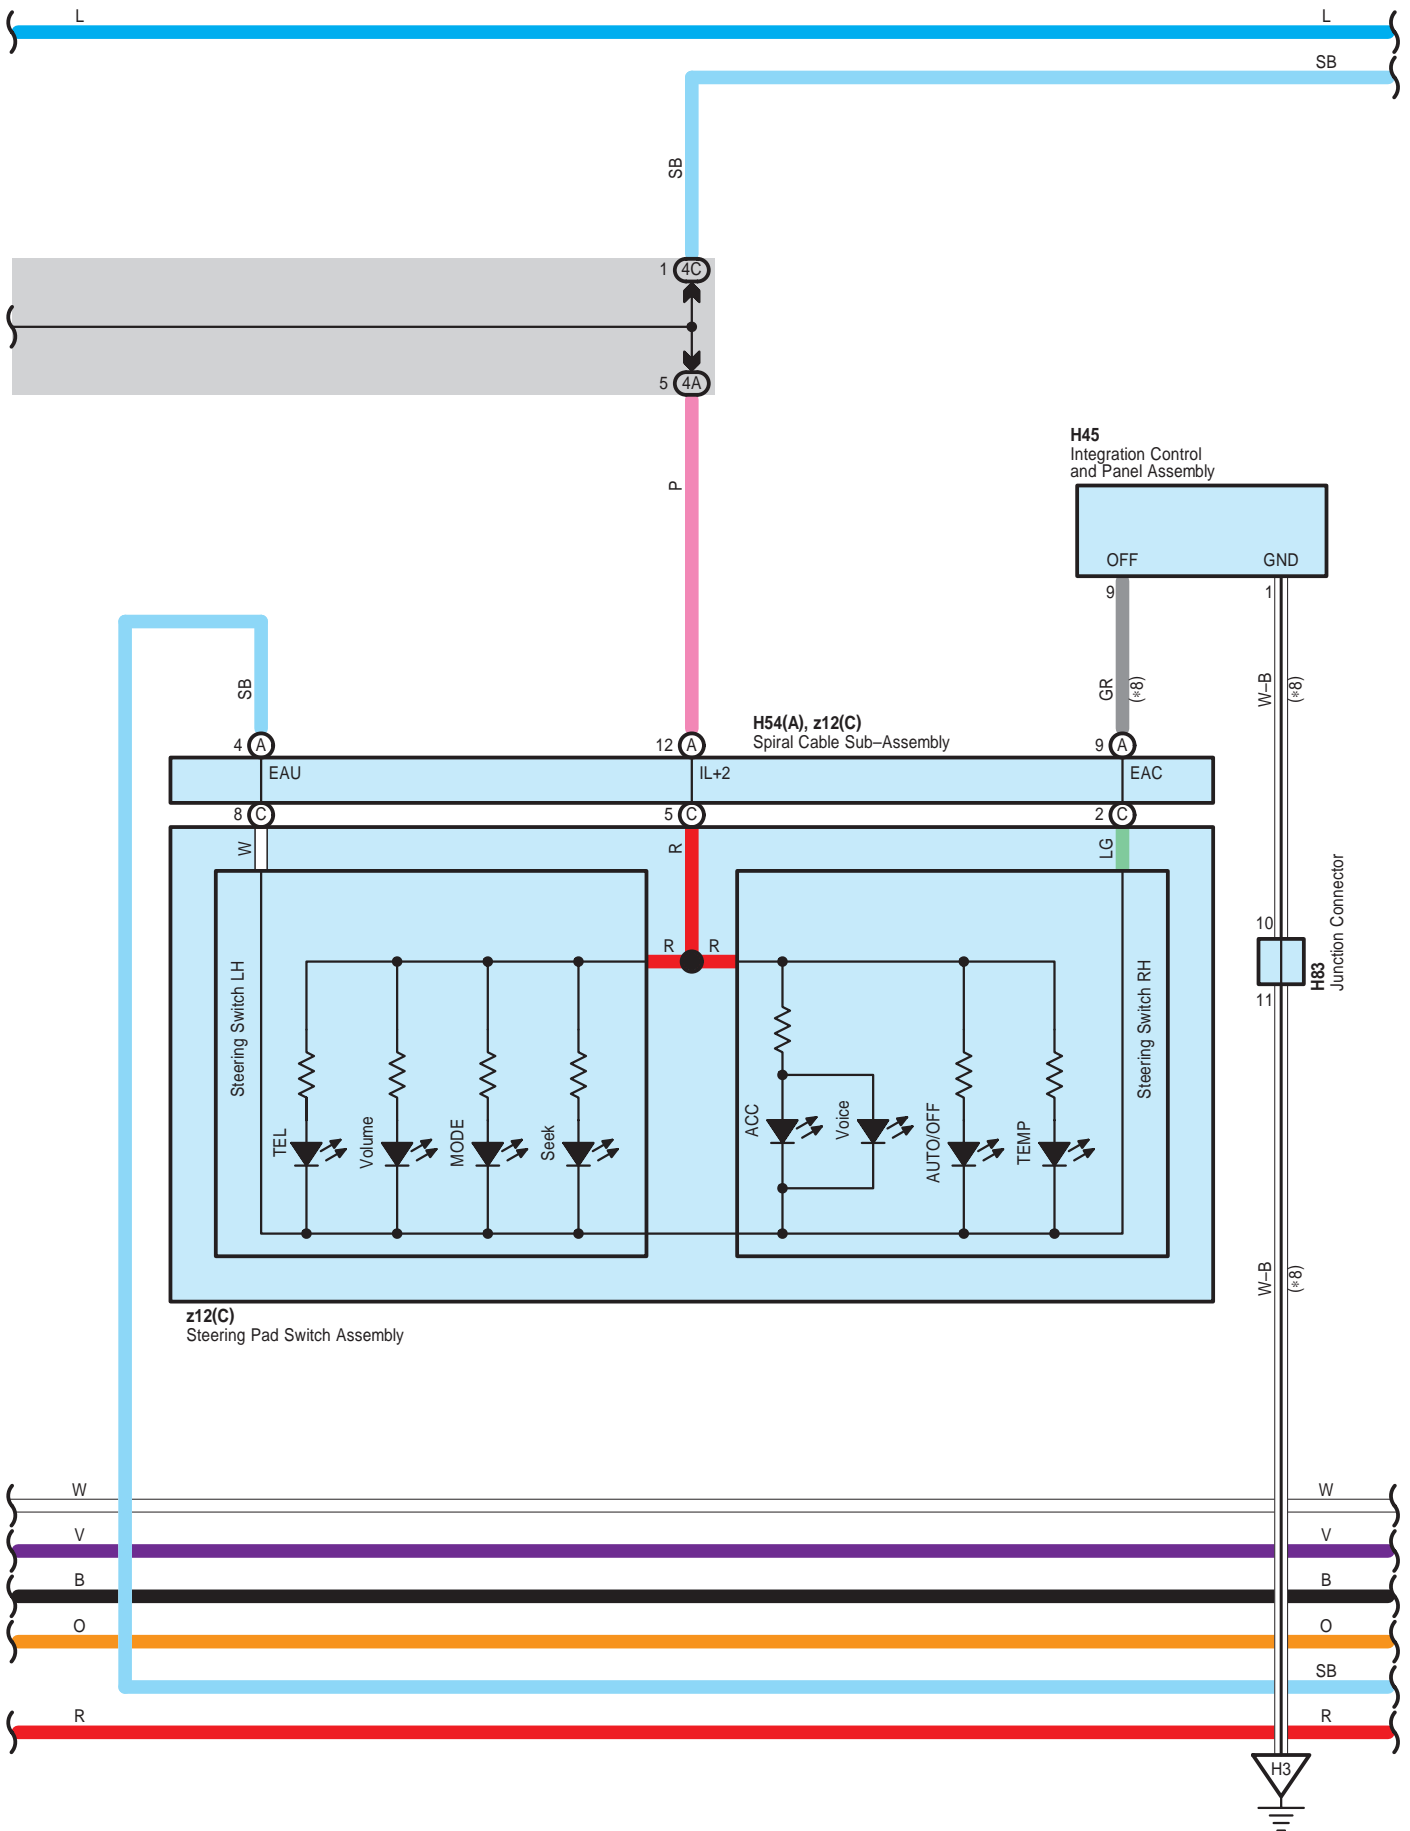 L
L
SB
SB
1 4C
5 4A
P
H45
Integration Control
and Panel Assembly
OFF
GND
9
1
SB
GR
(*8)
W–B
(*8)
H54(A), z12(C)
Spiral Cable Sub–Assembly
4 A
12 A
9 A
EAU
IL+2
EAC
8 C
5 C
2 C
W
R
LG
R
R
Steering Switch LH
Steering Switch RH
10
11
H83
Junction Connector
TEL
Volume
MODE
Seek
ACC
Voice
AUTO/OFF
TEMP
W–B
(*8)
z12(C)
Steering Pad Switch Assembly
W
W
V
V
B
B
O
O
SB
R
R
H3